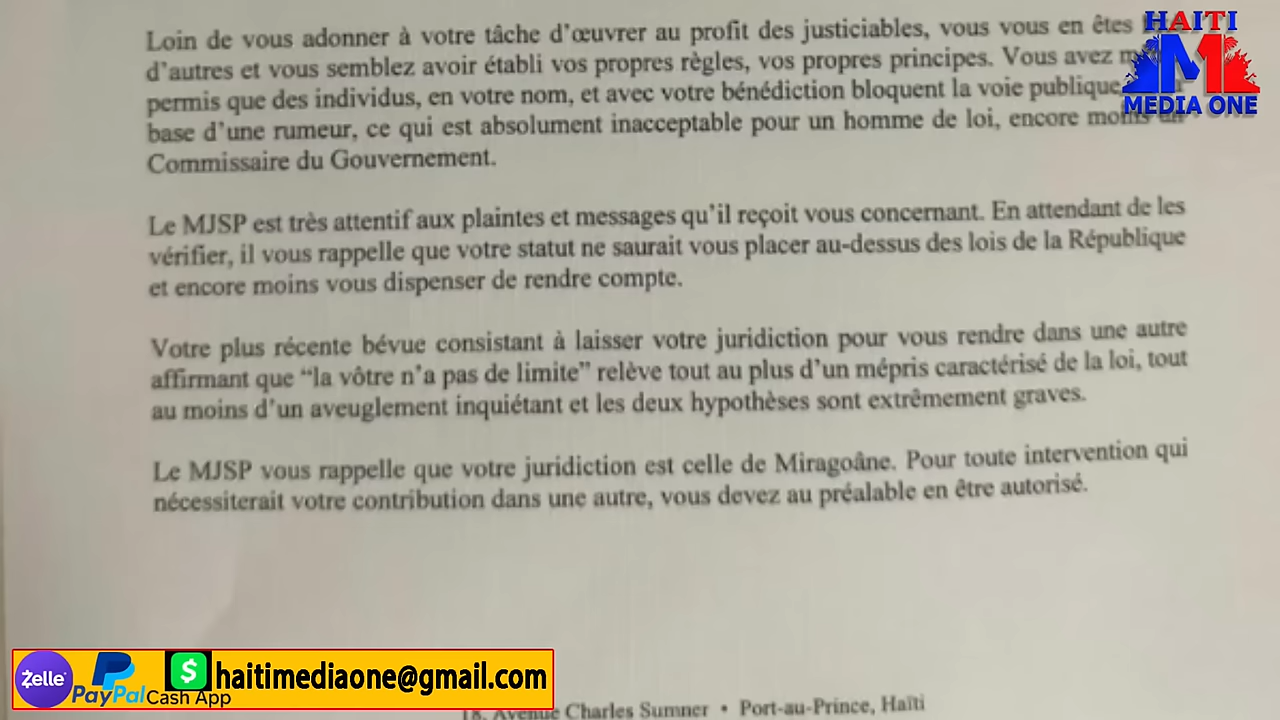 HAITI
MEDIA ONE
Loin de vous adonner à votre tâche d'œuvrer au profit des justiciables, vous vous en êtes
d'autres et vous semblez avoir établi vos propres règles, vos propres principes. Vous avez
permis que des individus, en votre nom, et avec votre bénédiction bloquent la voie publique
base d'une rumeur, ce qui est absolument inacceptable pour un homme de loi, encore moins un
Commissaire du Gouvernement.
Le MJSP est très attentif aux plaintes et messages qu'il reçoit vous concernant. En attendant de les
vérifier, il vous rappelle que votre statut ne saurait vous placer au-dessus des lois de la République
et encore moins vous dispenser de rendre compte.
Votre plus récente bévue consistant à laisser votre juridiction pour vous rendre dans une autre
affirmant que “la vôtre n'a pas de limite” relève tout au plus d'un mépris caractérisé de la loi, tout
au moins d'un aveuglement inquiétant et les deux hypothèses sont extrêmement graves.
Le MJSP vous rappelle que votre juridiction est celle de Miragoâne. Pour toute intervention qui
nécessiterait votre contribution dans une autre, vous devez au préalable en être autorisé.
Zelle PayPal $ Cash App haitimediaone@gmail.com
18, Avenue Charles Sumner • Port-au-Prince, Haïti